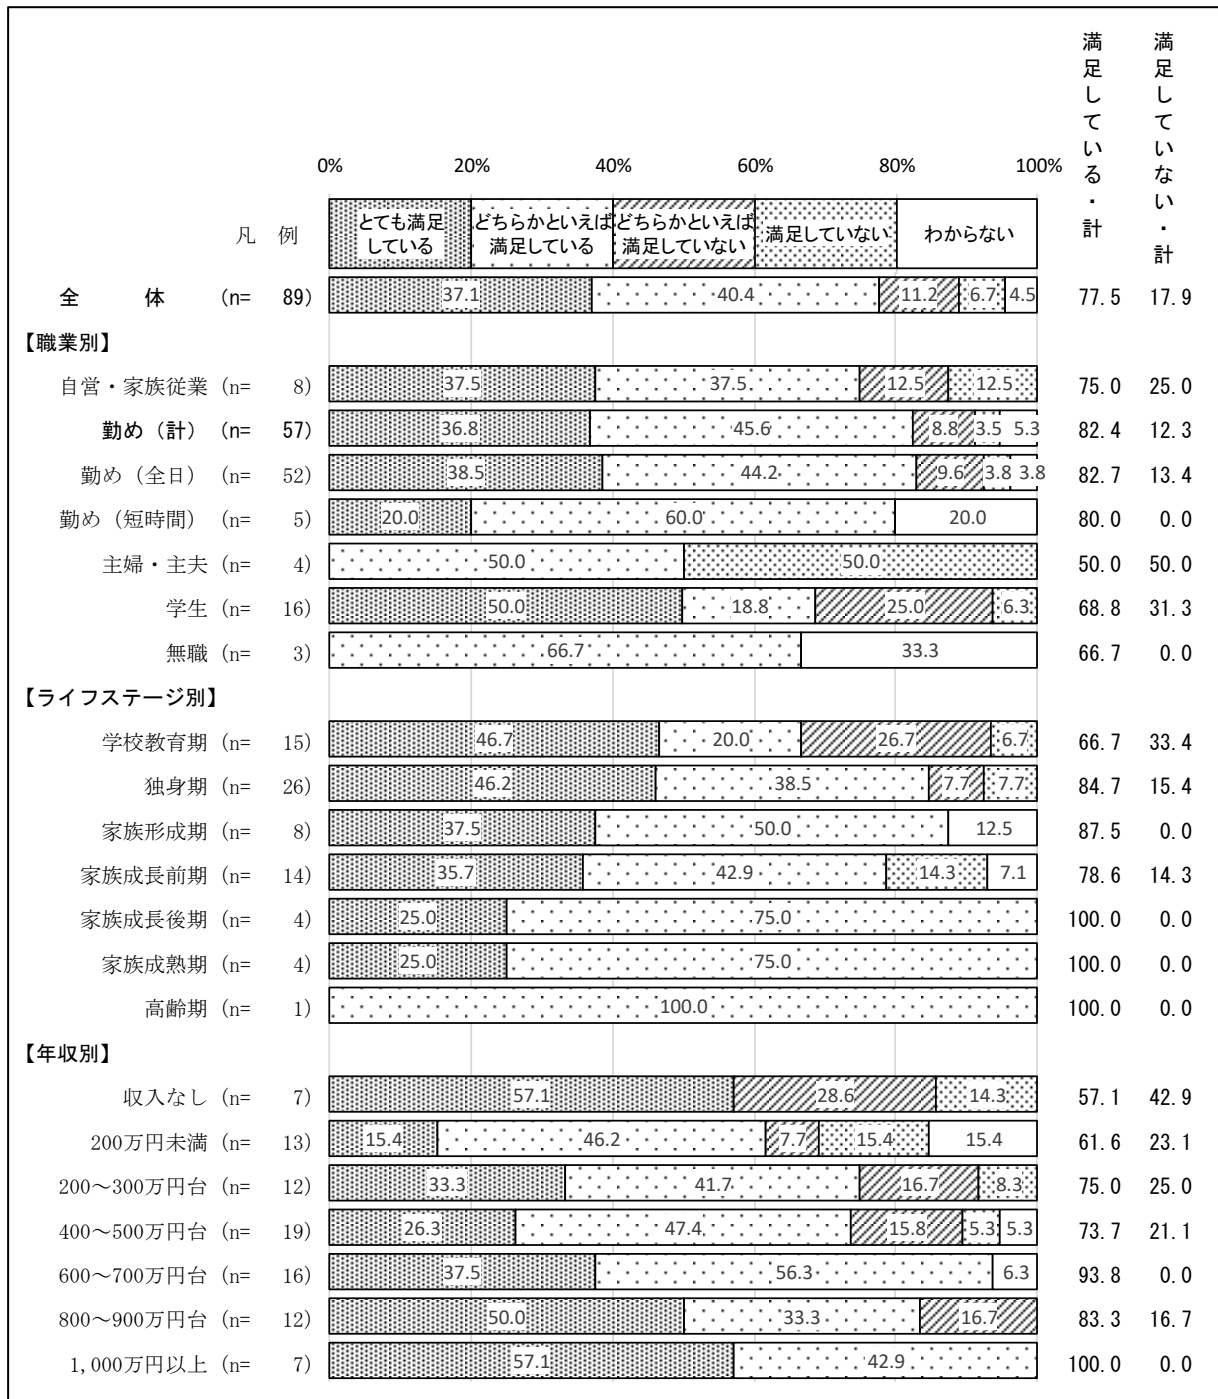 満足している・計
満足していない・計
0% 20% 40% 60% 80% 100%
凡 例 とても満足している どちらかといえば満足している どちらかといえば満足していない 満足していない わからない
全 体 (n= 89) 37.1 40.4 11.2 6.7 4.5 77.5 17.9
【職業別】
自営・家族従業 (n= 8) 37.5 37.5 12.5 12.5 75.0 25.0
勤め（計） (n= 57) 36.8 45.6 8.8 3.5 5.3 82.4 12.3
勤め（全日） (n= 52) 38.5 44.2 9.6 3.8 3.8 82.7 13.4
勤め（短時間） (n= 5) 20.0 60.0 20.0 80.0 0.0
主婦・主夫 (n= 4) 50.0 50.0 50.0 50.0
学生 (n= 16) 50.0 18.8 25.0 6.3 68.8 31.3
無職 (n= 3) 66.7 33.3 66.7 0.0
【ライフステージ別】
学校教育期 (n= 15) 46.7 20.0 26.7 6.7 66.7 33.4
独身期 (n= 26) 46.2 38.5 7.7 7.7 84.7 15.4
家族形成期 (n= 8) 37.5 50.0 12.5 87.5 0.0
家族成長前期 (n= 14) 35.7 42.9 14.3 7.1 78.6 14.3
家族成長後期 (n= 4) 25.0 75.0 100.0 0.0
家族成熟期 (n= 4) 25.0 75.0 100.0 0.0
高齢期 (n= 1) 100.0 100.0 0.0
【年収別】
収入なし (n= 7) 57.1 28.6 14.3 57.1 42.9
200万円未満 (n= 13) 15.4 46.2 7.7 15.4 15.4 61.6 23.1
200～300万円台 (n= 12) 33.3 41.7 16.7 8.3 75.0 25.0
400～500万円台 (n= 19) 26.3 47.4 15.8 5.3 5.3 73.7 21.1
600～700万円台 (n= 16) 37.5 56.3 6.3 93.8 0.0
800～900万円台 (n= 12) 50.0 33.3 16.7 83.3 16.7
1,000万円以上 (n= 7) 57.1 42.9 100.0 0.0